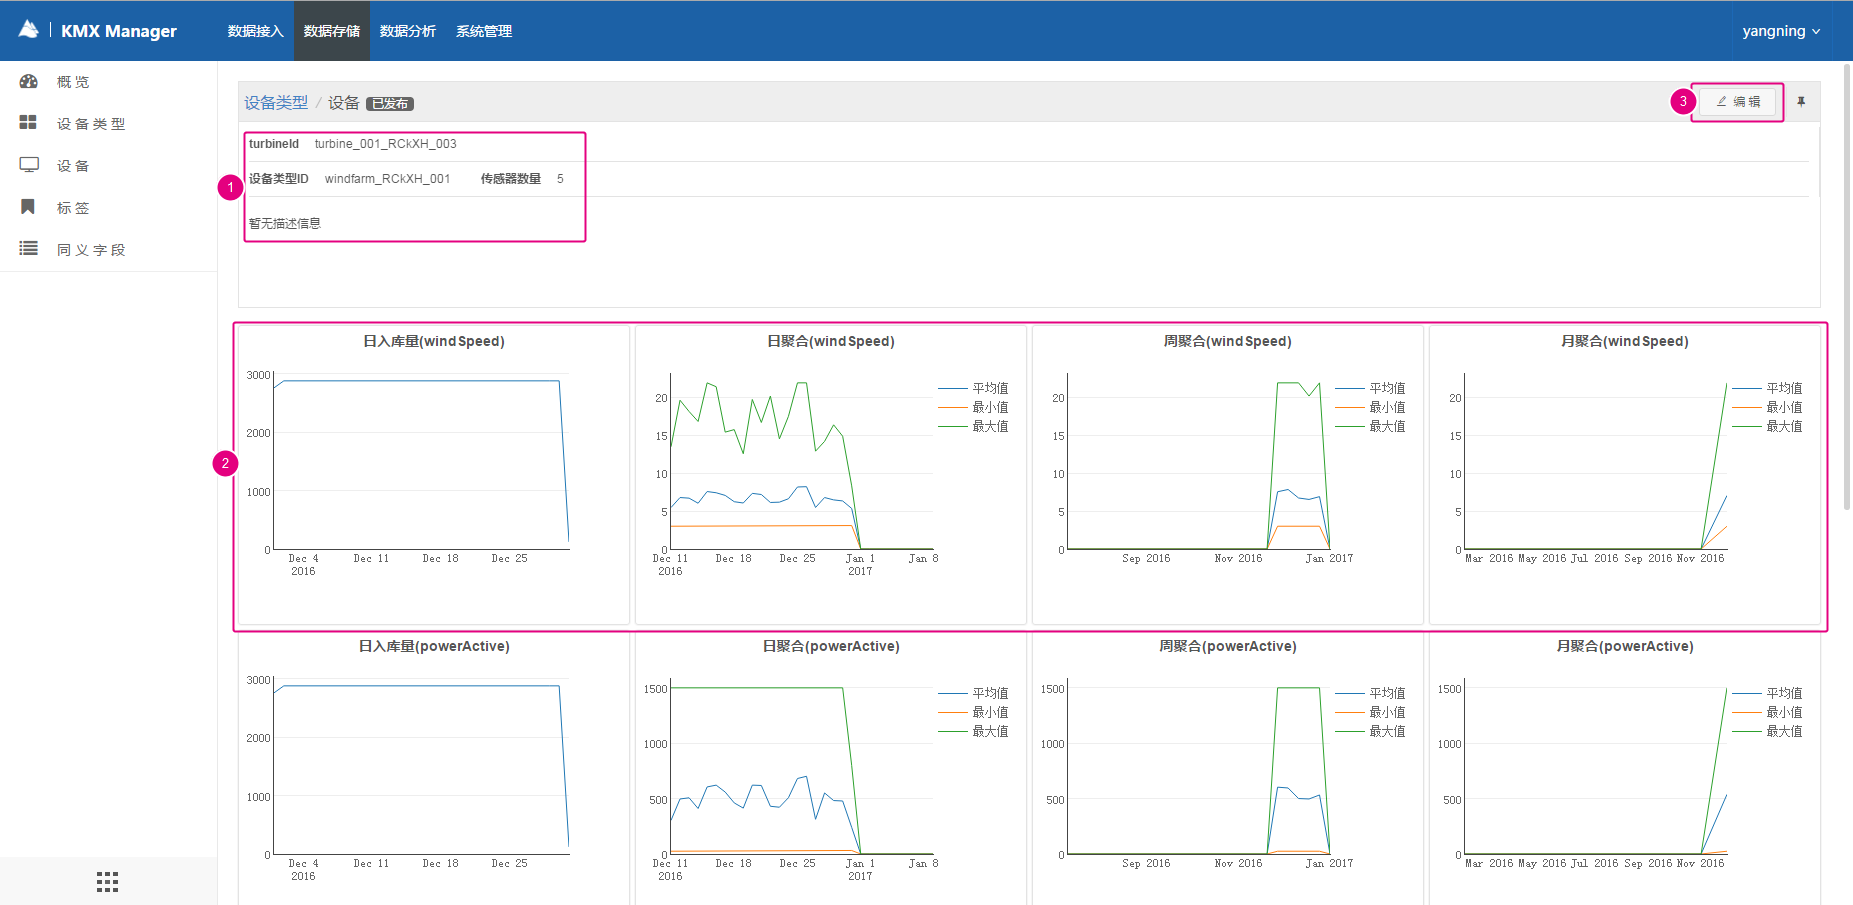 KMX Manager
数据接入
数据存储
数据分析
系统管理
yangning
概览
设备类型
设备
标签
同义字段
设备类型 / 设备 已发布
3
编辑
1
turbineId turbine_001_RCkXH_003
设备类型ID windfarm_RCkXH_001 传感器数量 5
暂无描述信息
2
日入库量(windSpeed)
3000
2000
1000
0
Dec 4 Dec 11 Dec 18 Dec 25
2016
日聚合(windSpeed)
20
15
10
5
0
平均值
最小值
最大值
Dec 11 Dec 18 Dec 25 Jan 1 Jan 8
2016 2017
周聚合(windSpeed)
20
15
10
5
0
平均值
最小值
最大值
Sep 2016 Nov 2016 Jan 2017
月聚合(windSpeed)
20
15
10
5
0
平均值
最小值
最大值
Mar 2016 May 2016 Jul 2016 Sep 2016 Nov 2016
日入库量(powerActive)
3000
2000
1000
0
Dec 4 Dec 11 Dec 18 Dec 25
2016
日聚合(powerActive)
1500
1000
500
0
平均值
最小值
最大值
Dec 11 Dec 18 Dec 25 Jan 1 Jan 8
2016 2017
周聚合(powerActive)
1500
1000
500
0
平均值
最小值
最大值
Sep 2016 Nov 2016 Jan 2017
月聚合(powerActive)
1500
1000
500
0
平均值
最小值
最大值
Mar 2016 May 2016 Jul 2016 Sep 2016 Nov 2016